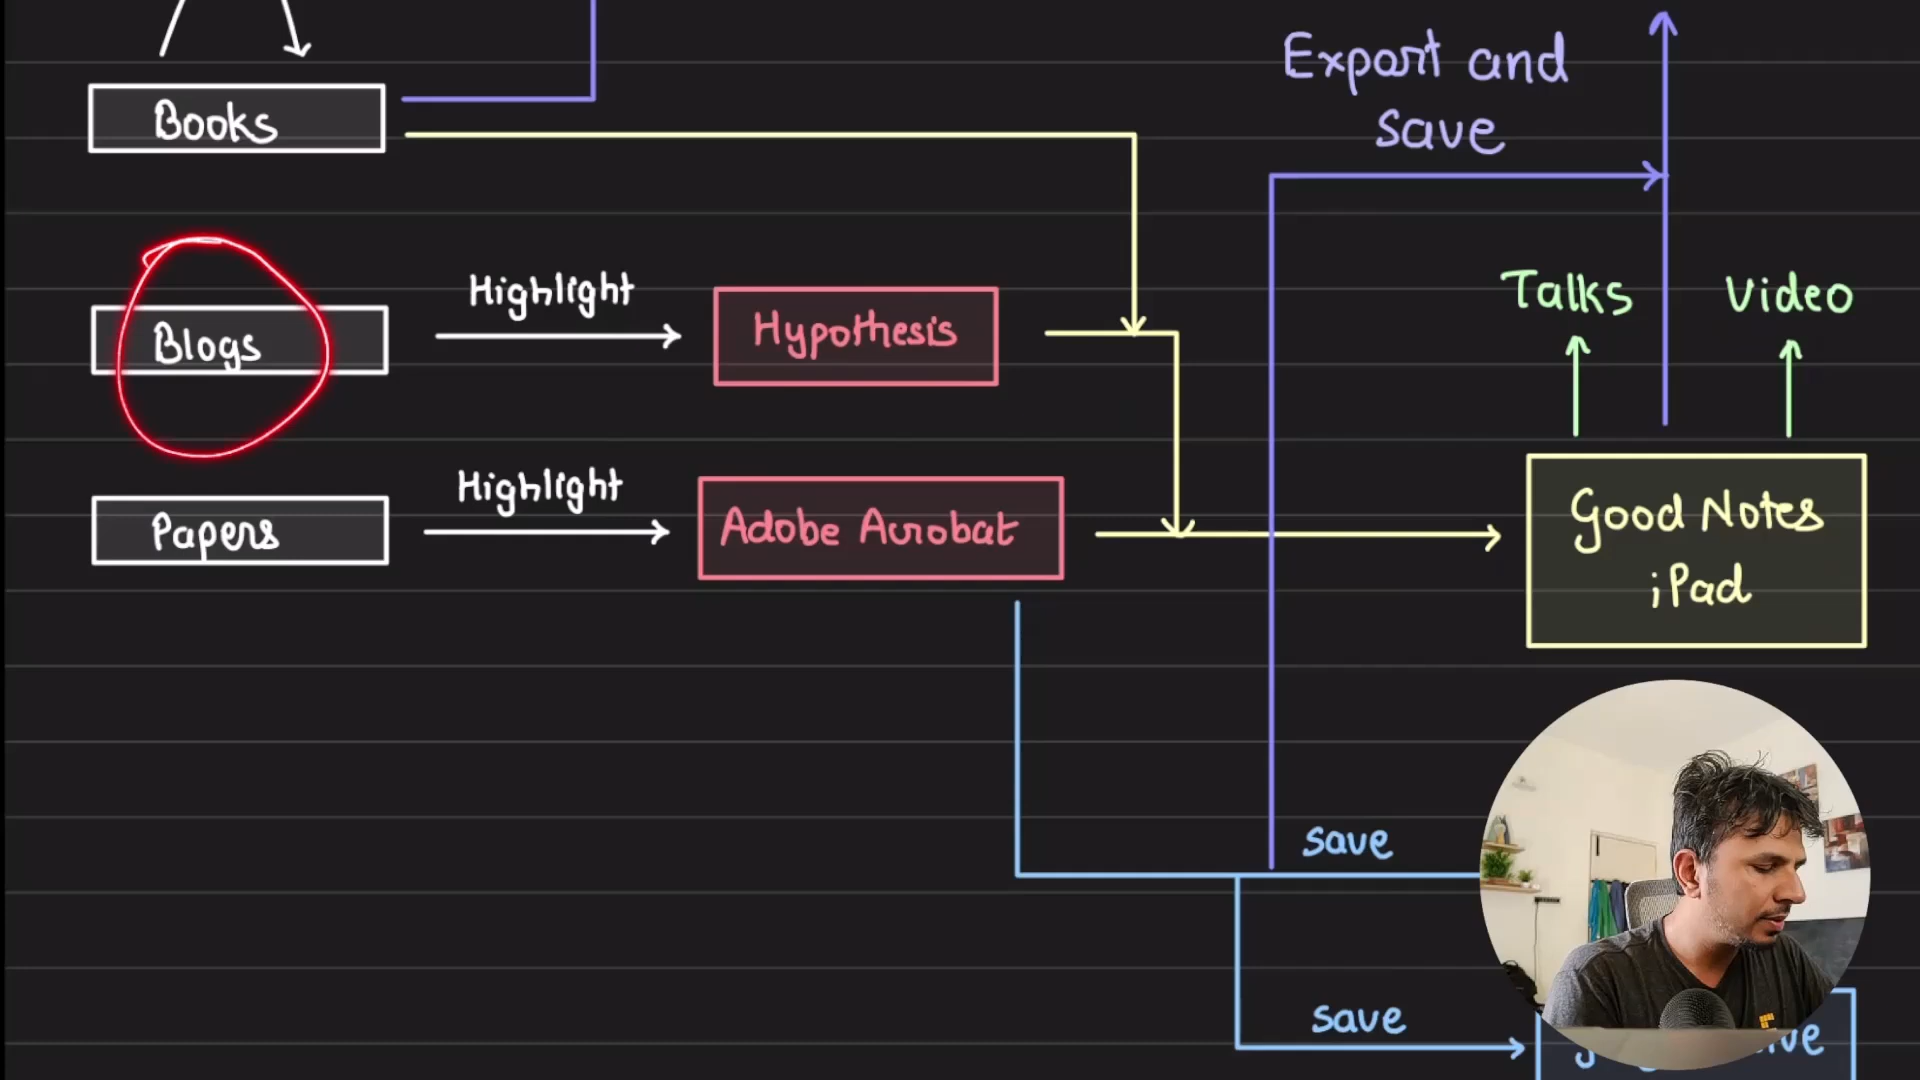 Export and
save
Books
Talks
Video
Highlight
Blogs
Hypothesis
Highlight
Papers
Adobe Acrobat
Good Notes
iPad
save
save